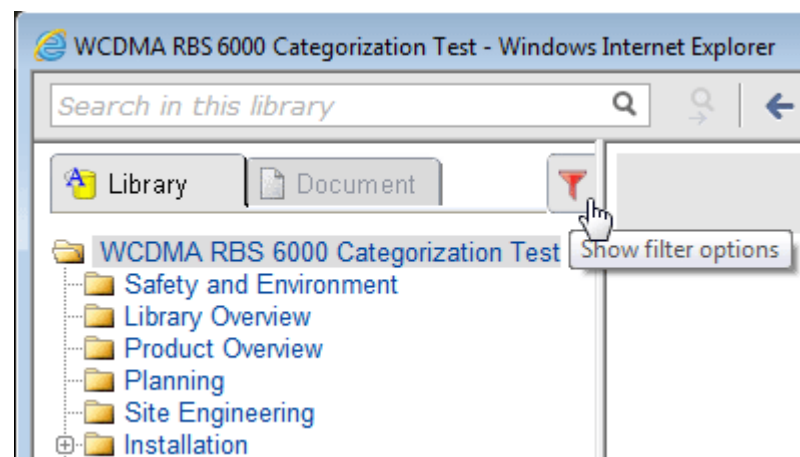 WCDMA RBS 6000 Categorization Test - Windows Internet Explorer
Search in this library
Library Document
WCDMA RBS 6000 Categorization Test
Show filter options
Safety and Environment
Library Overview
Product Overview
Planning
Site Engineering
Installation